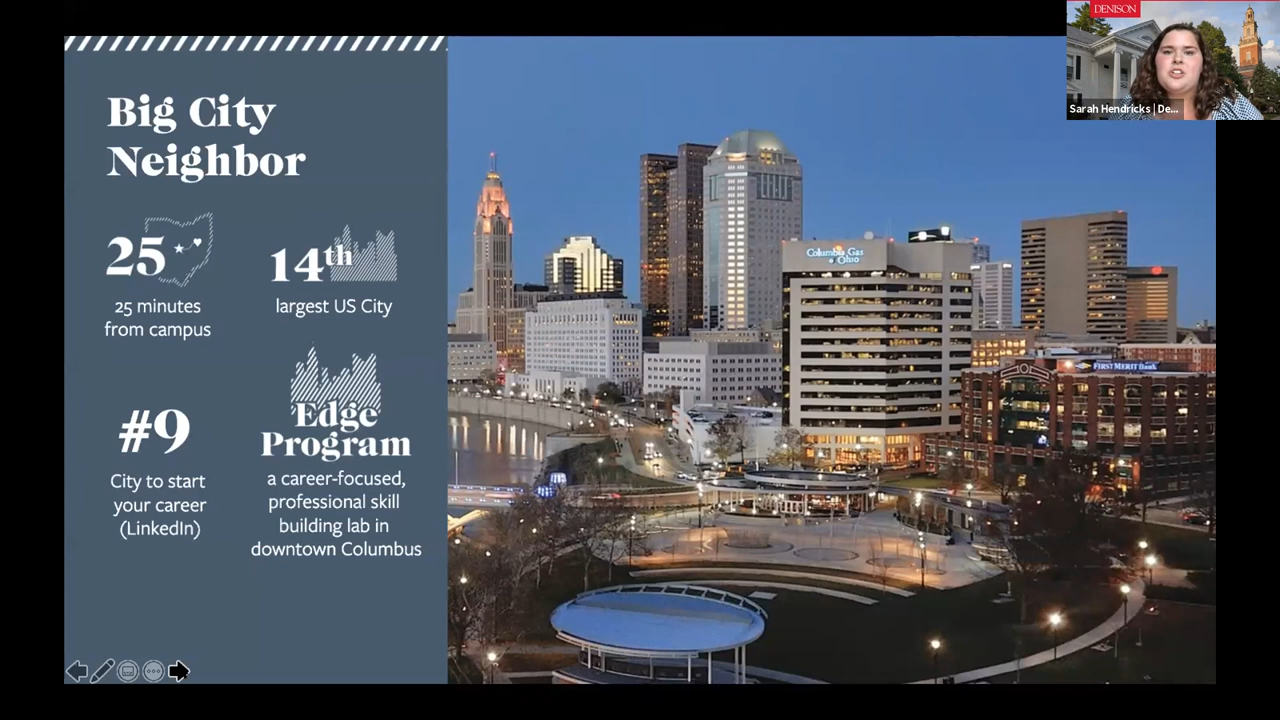 DENISON
Sarah Hendricks | De...
Big City
Neighbor
25
25 minutes
from campus
14th
largest US City
#9
City to start
your career
(LinkedIn)
Edge
Program
a career-focused,
professional skill
building lab in
downtown Columbus
Columbia Gas
of Ohio
FIRSTMERIT Bank